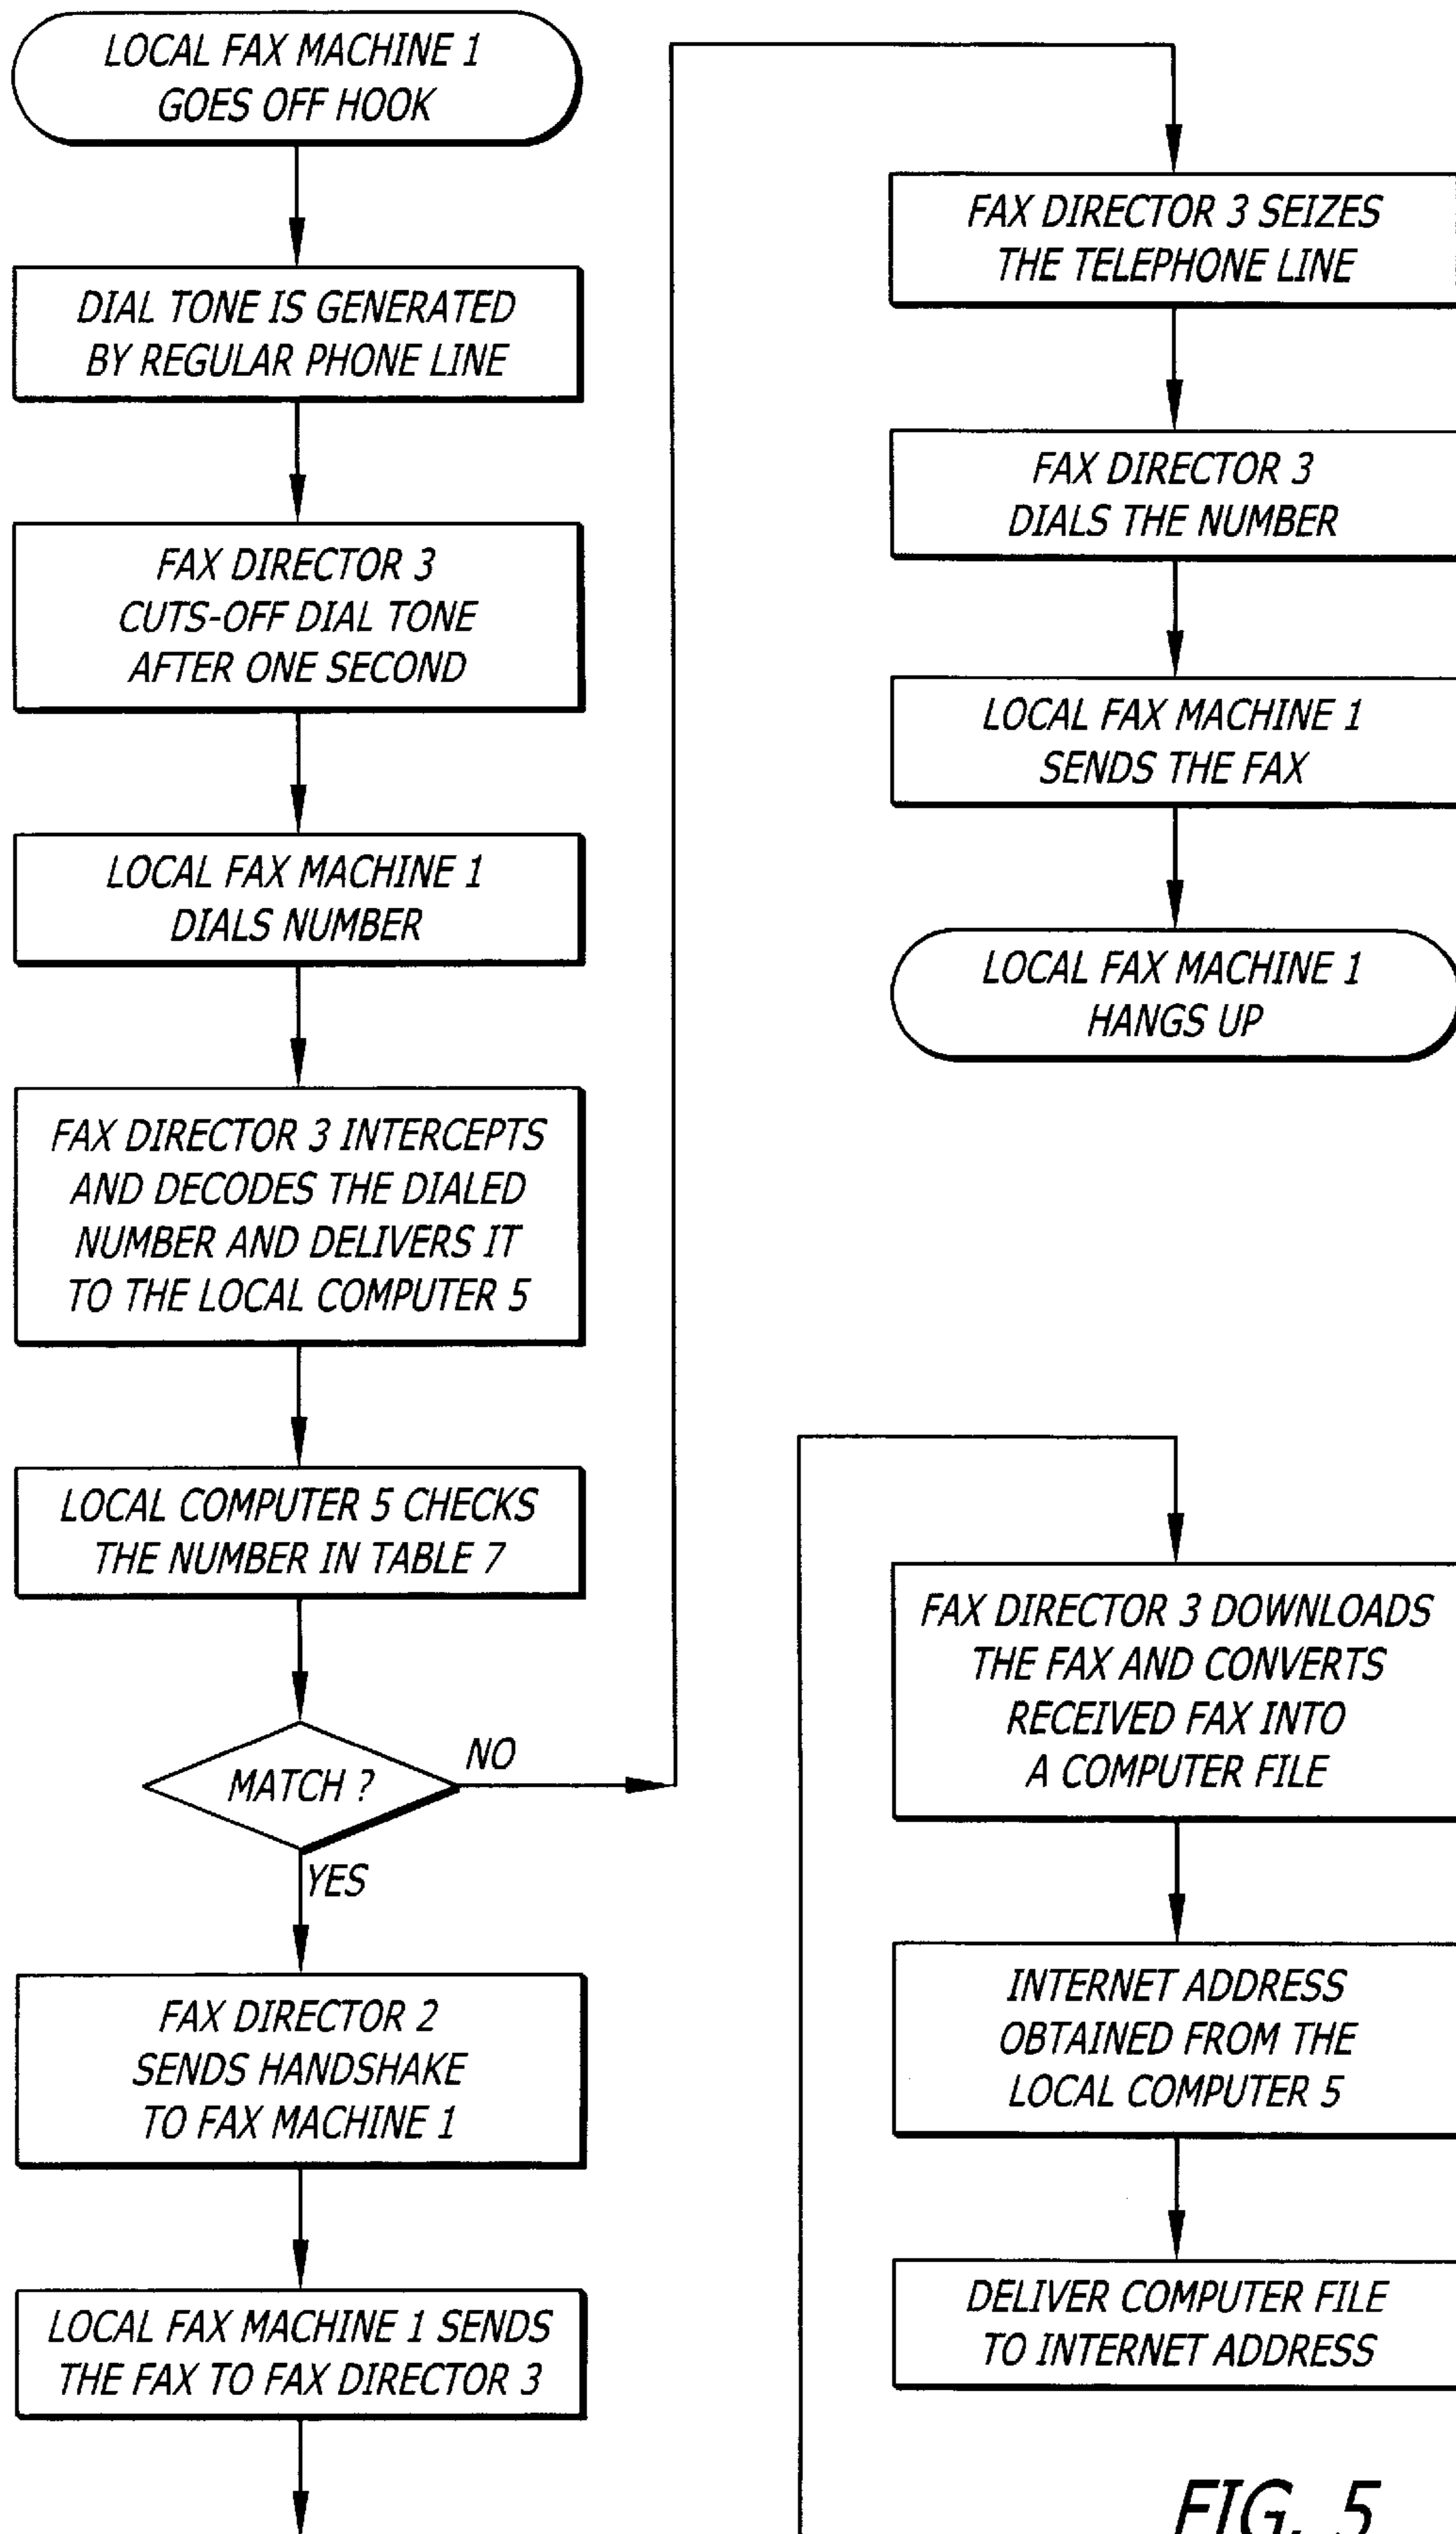 LOCAL FAX MACHINE 1
GOES OFF HOOK
DIAL TONE IS GENERATED
BY REGULAR PHONE LINE
FAX DIRECTOR 3
CUTS-OFF DIAL TONE
AFTER ONE SECOND
LOCAL FAX MACHINE 1
DIALS NUMBER
FAX DIRECTOR 3 INTERCEPTS
AND DECODES THE DIALED
NUMBER AND DELIVERS IT
TO THE LOCAL COMPUTER 5
LOCAL COMPUTER 5 CHECKS
THE NUMBER IN TABLE 7
MATCH ?
NO
YES
FAX DIRECTOR 2
SENDS HANDSHAKE
TO FAX MACHINE 1
LOCAL FAX MACHINE 1 SENDS
THE FAX TO FAX DIRECTOR 3
FAX DIRECTOR 3 SEIZES
THE TELEPHONE LINE
FAX DIRECTOR 3
DIALS THE NUMBER
LOCAL FAX MACHINE 1
SENDS THE FAX
LOCAL FAX MACHINE 1
HANGS UP
FAX DIRECTOR 3 DOWNLOADS
THE FAX AND CONVERTS
RECEIVED FAX INTO
A COMPUTER FILE
INTERNET ADDRESS
OBTAINED FROM THE
LOCAL COMPUTER 5
DELIVER COMPUTER FILE
TO INTERNET ADDRESS
FIG. 5